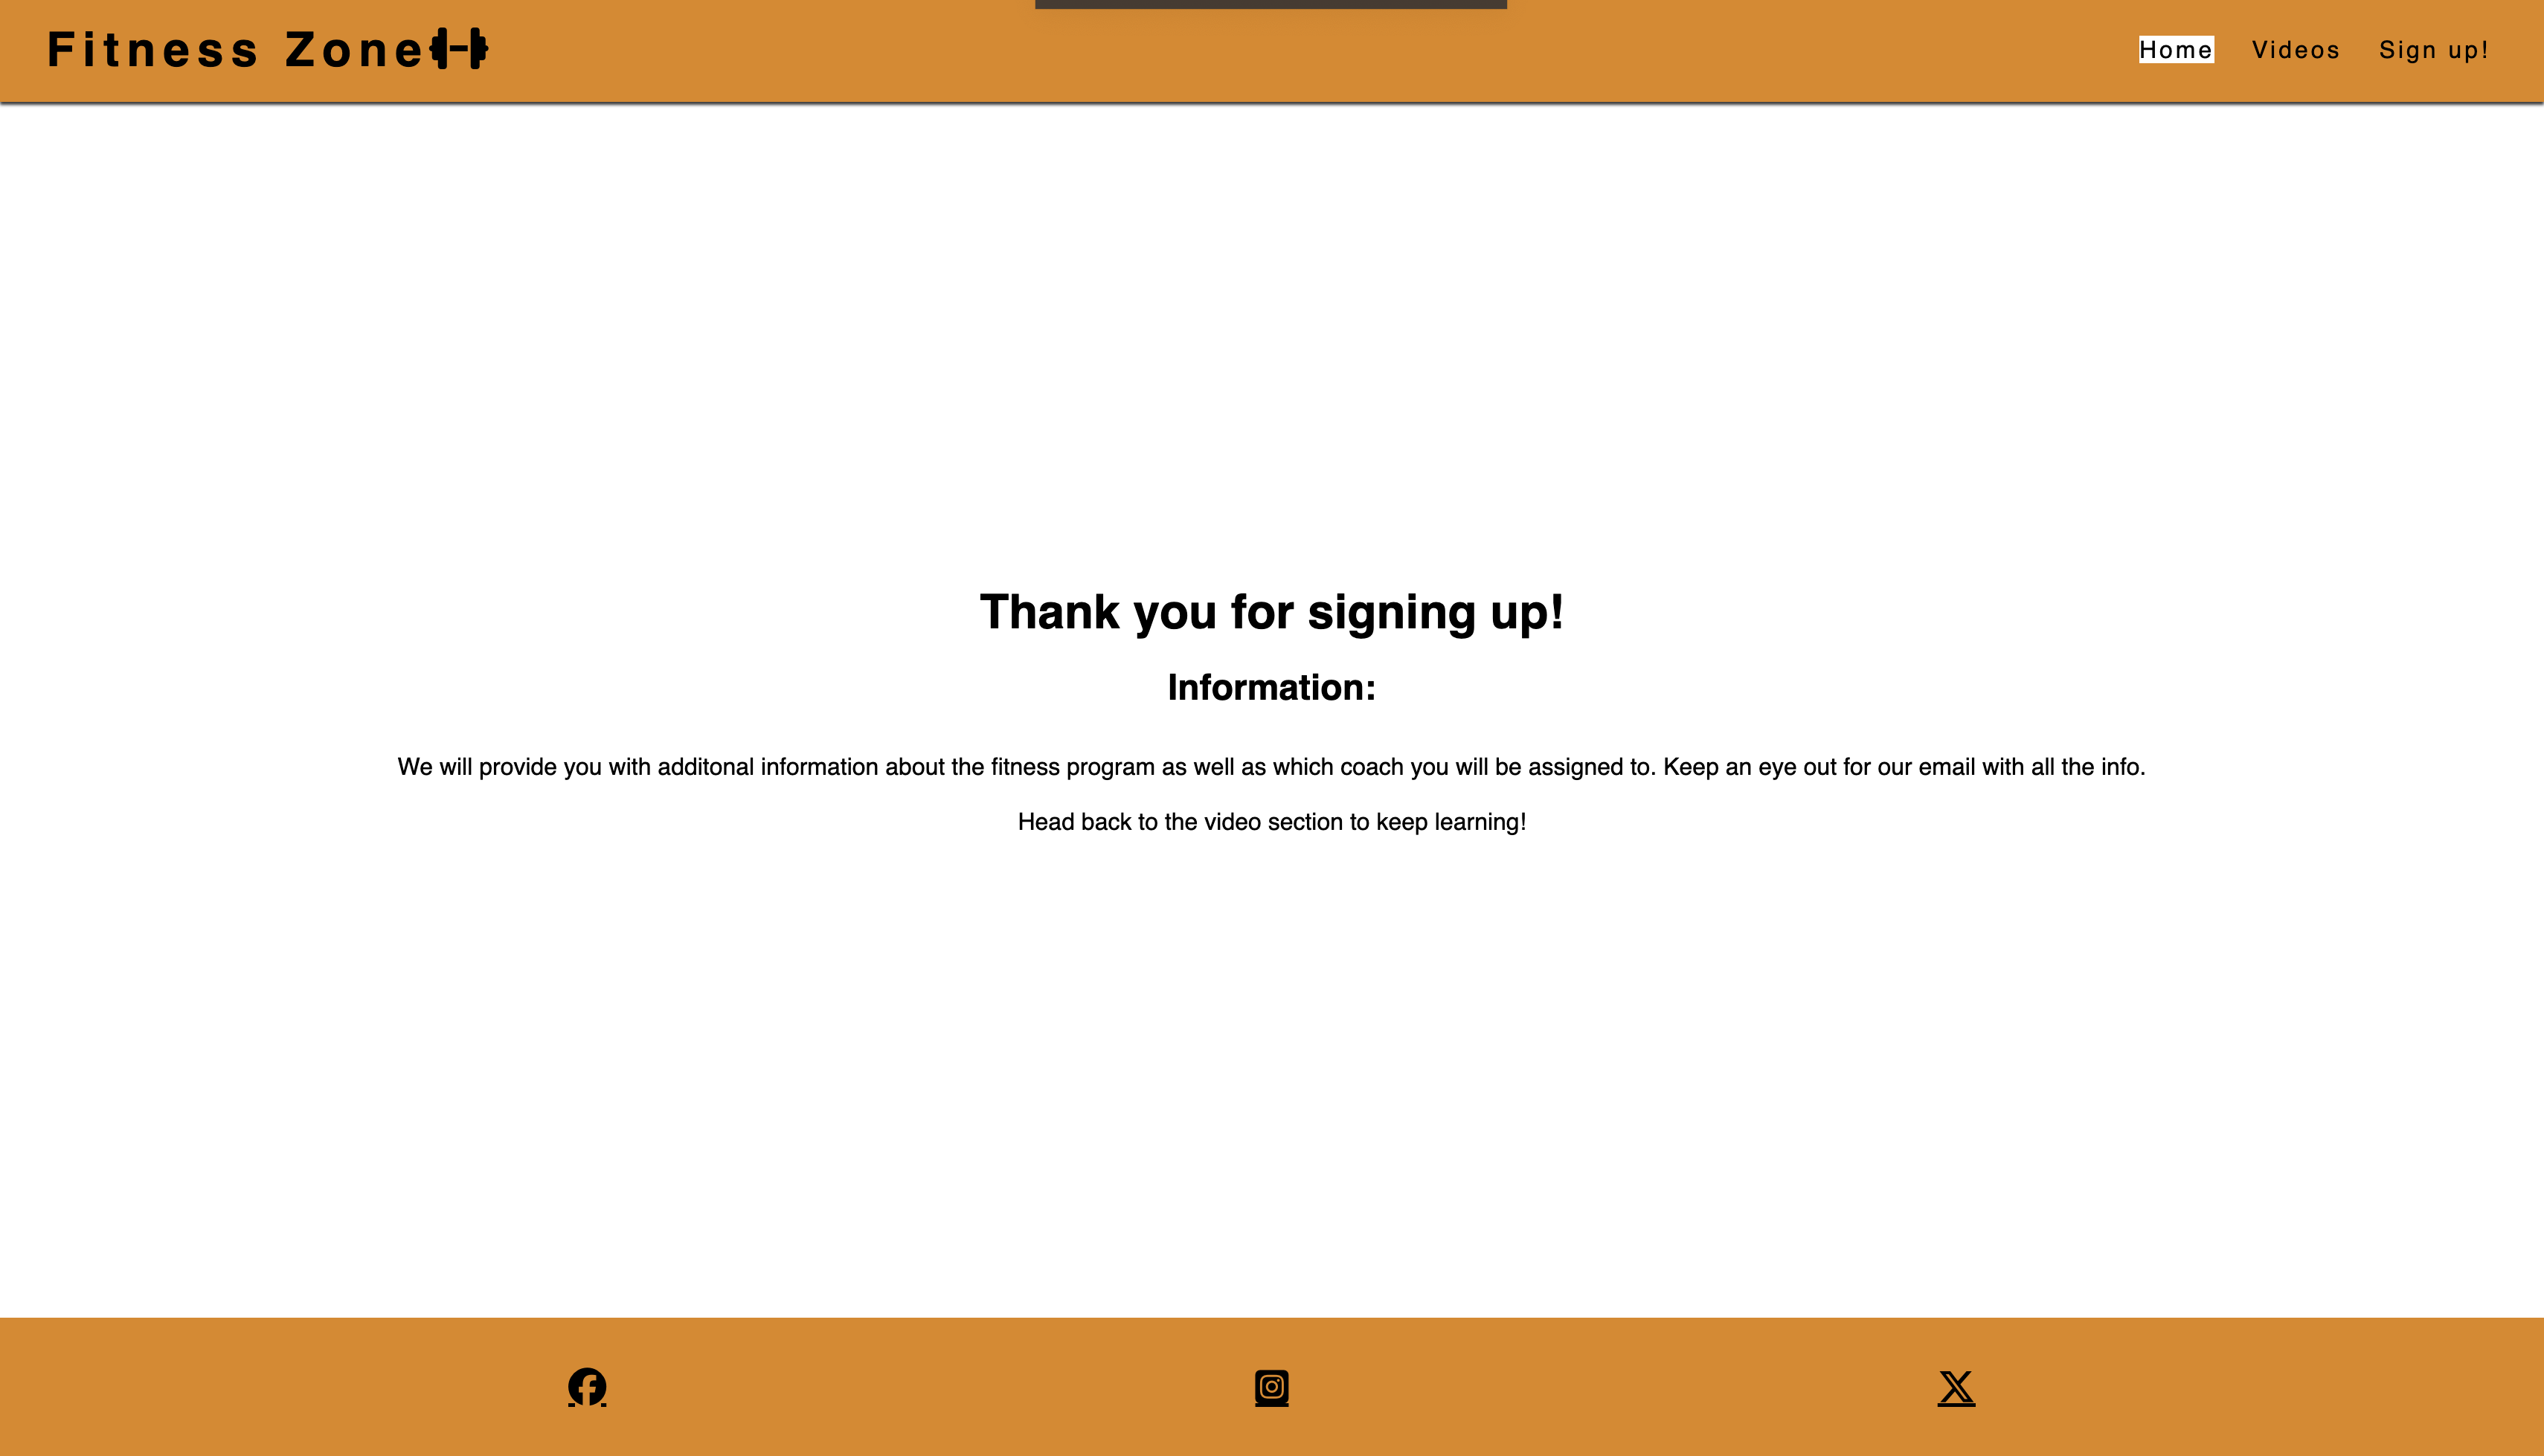 Fitness Zone
Home Videos Sign up!
Thank you for signing up!
Information:
We will provide you with additonal information about the fitness program as well as which coach you will be assigned to. Keep an eye out for our email with all the info.
Head back to the video section to keep learning!